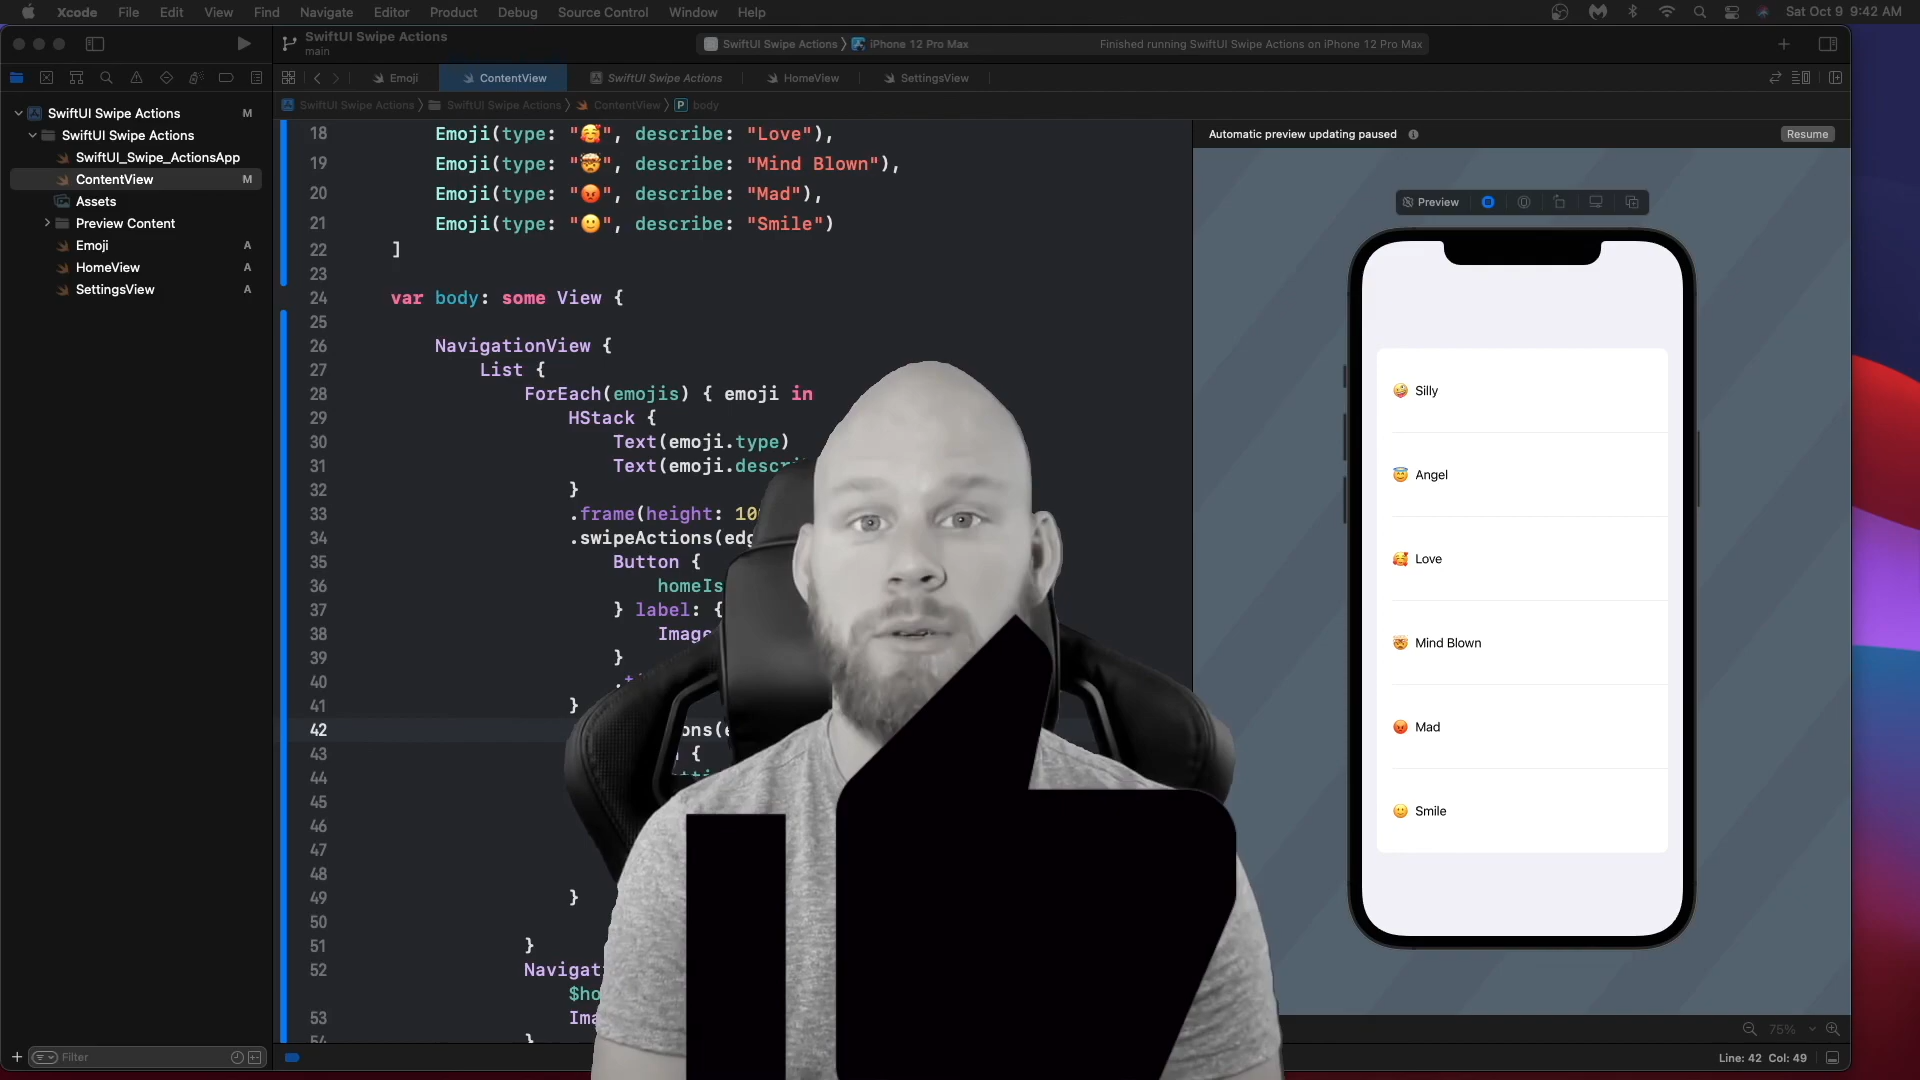 Xcode File Edit View Find Navigate Editor Product Debug Source Control Window Help
Sat Oct 9 9:42 AM
SwiftUI Swipe Actions
main
SwiftUI Swipe Actions iPhone 12 Pro Max
Finished running SwiftUI Swipe Actions on iPhone 12 Pro Max
Emoji ContentView SwiftUI Swipe Actions HomeView SettingsView
SwiftUI Swipe Actions SwiftUI Swipe Actions ContentView P body
SwiftUI Swipe Actions M
SwiftUI Swipe Actions
SwiftUI_Swipe_ActionsApp
ContentView M
Assets
Preview Content
Emoji A
HomeView A
SettingsView A
Filter
18 Emoji(type: "🥰", describe: "Love"),
19 Emoji(type: "🤯", describe: "Mind Blown"),
20 Emoji(type: "😡", describe: "Mad"),
21 Emoji(type: "🙂", describe: "Smile")
22 ]
23
24 var body: some View {
25
26 NavigationView {
27 List {
28 ForEach(emojis) { emoji in
29 HStack {
30 Text(emoji.type)
31 Text(emoji.descri
32 }
33 .frame(height: 10
34 .swipeActions(edg
35 Button {
36 homeIs
37 } label: {
38 Image
39 }
40
41 }
42 ons(e
43 {
44
45
46
47
48
49 }
50
51 }
52 Navigat
$ho
53 Ima
54 }
Automatic preview updating paused
Resume
Preview
🤪 Silly
😇 Angel
🥰 Love
🤯 Mind Blown
😡 Mad
🙂 Smile
75%
Line: 42 Col: 49